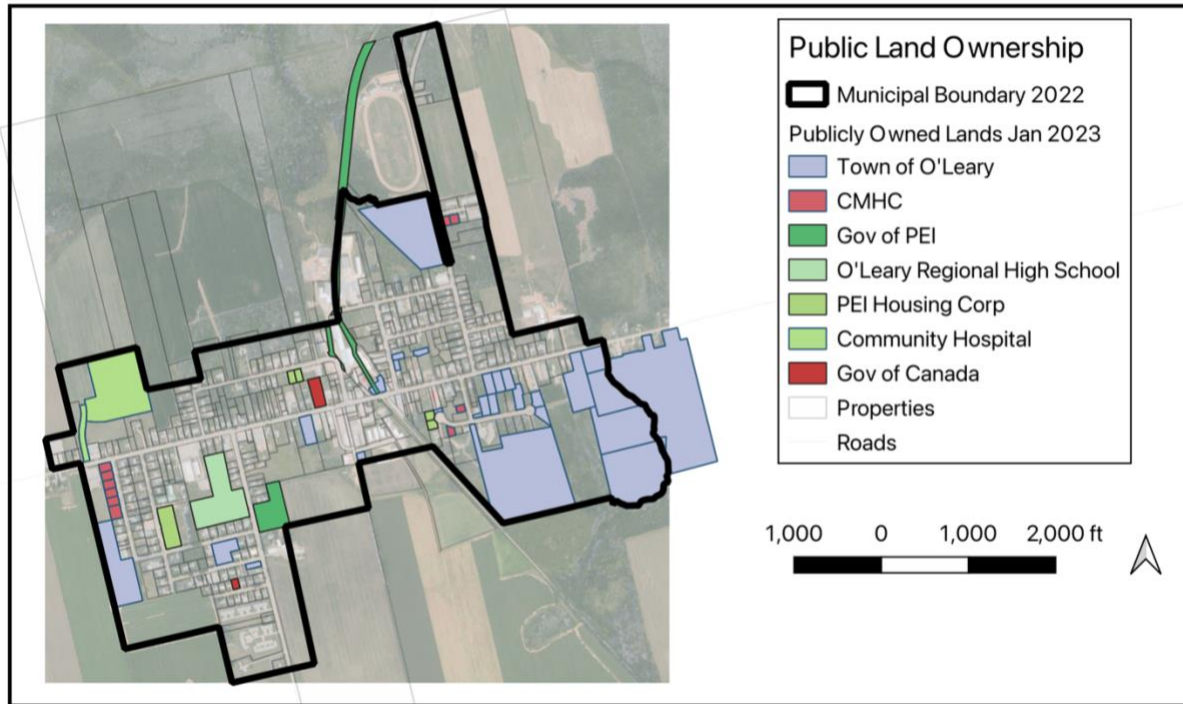 Public Land Ownership
Municipal Boundary 2022
Publicly Owned Lands Jan 2023
Town of O'Leary
CMHC
Gov of PEI
O'Leary Regional High School
PEI Housing Corp
Community Hospital
Gov of Canada
Properties
Roads
1,000 0 1,000 2,000 ft